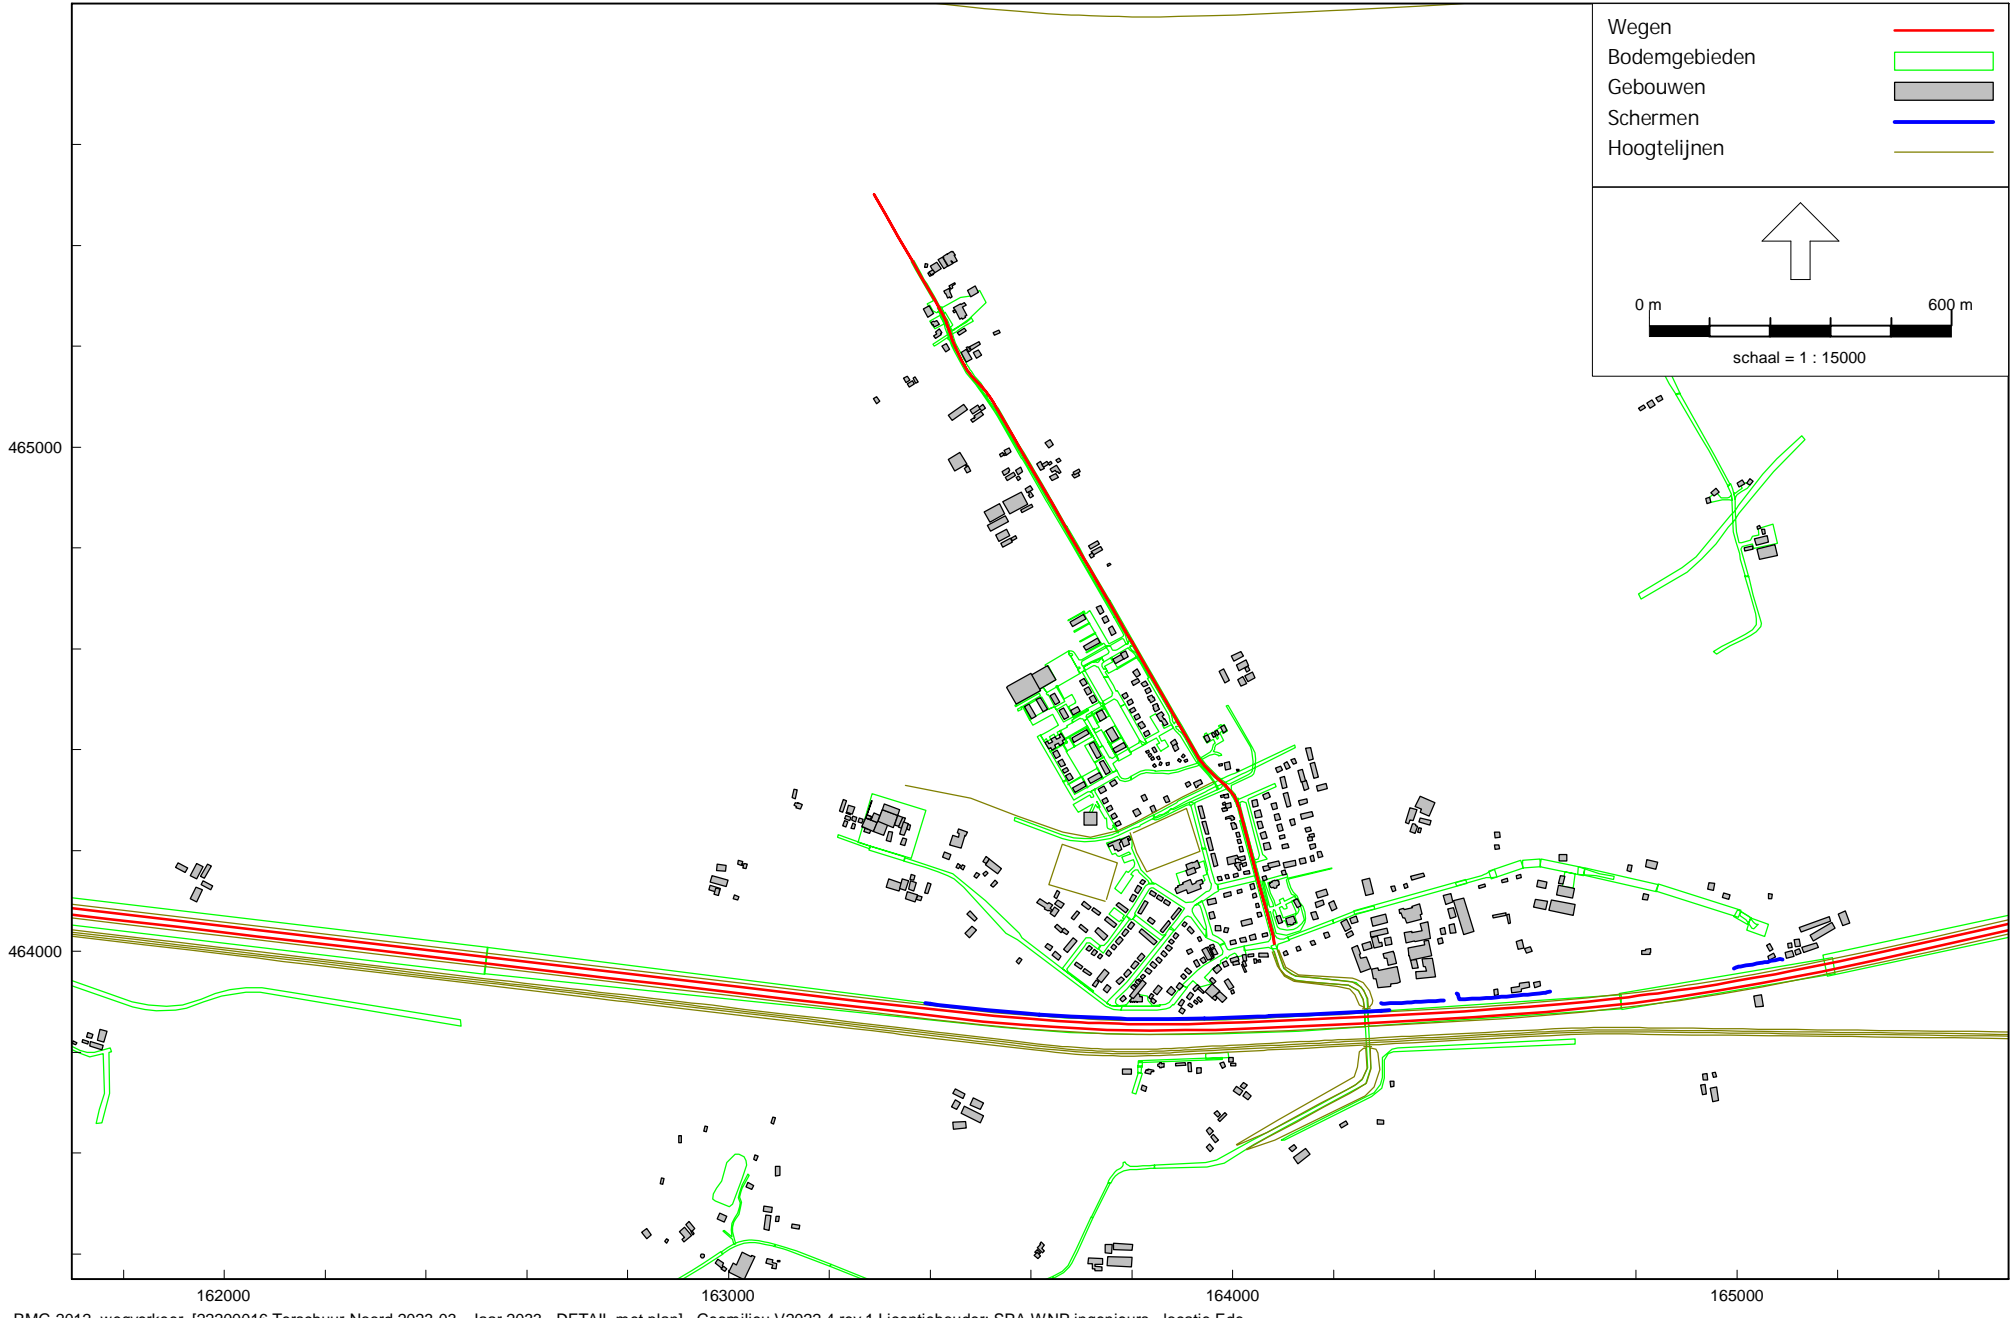 Wegen
Bodemgebieden
Gebouwen
Schermen
Hoogtelijnen
0 m 600 m
schaal = 1 : 15000
465000
464000
162000 163000 164000 165000